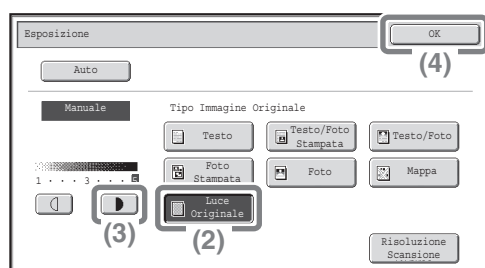 Esposizione
OK
(4)
Auto
Manuale
Tipo Immagine Originale
Testo
Testo/Foto
Stampata
Testo/Foto
1 · · · 3 · · · 5
Foto
Stampata
Foto
Mappa
Luce
Originale
(3)
(2)
Risoluzione
Scansione